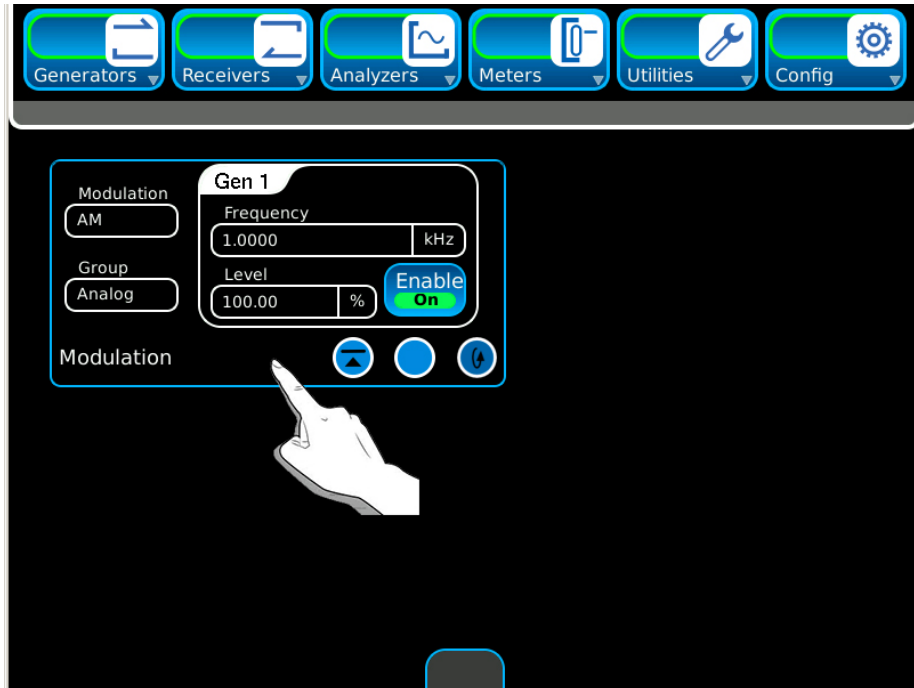 Generators Receivers Analyzers Meters Utilities Config
Gen 1
Modulation
AM
Frequency
1.0000 kHz
Group
Analog
Level
100.00 %
Enable
On
Modulation